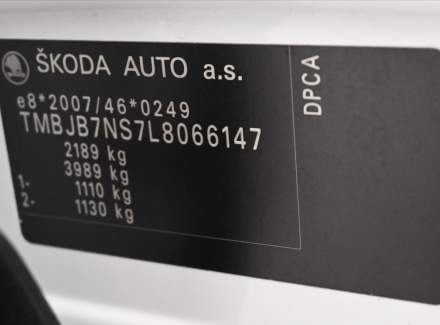 ŠKODA AUTO a.s.
e8*2007/46*0249
TMBJB7NS7L8066147
2189 kg
3989 kg
1- 1110 kg
2- 1130 kg
DPCA